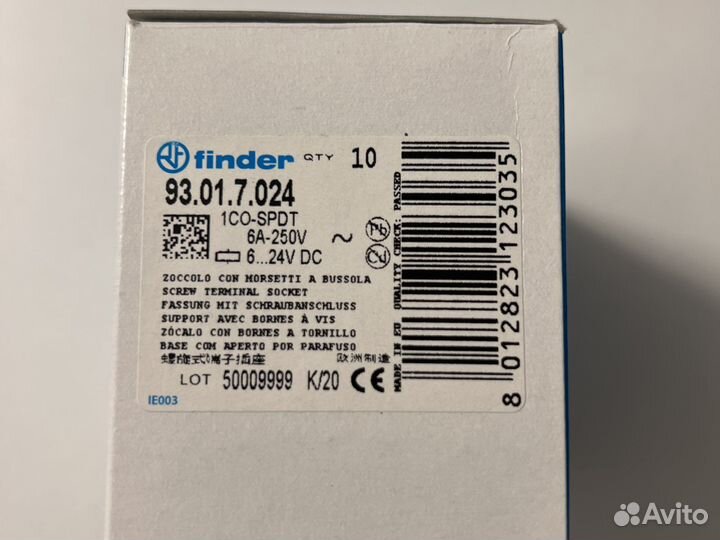 finder QTY 10
93.01.7.024
1CO-SPDT
6A-250V ~
6...24V DC
ZOCCOLO CON MORSETTI A BUSSOLA
SCREW TERMINAL SOCKET
FASSUNG MIT SCHRAUBANSCHLUSS
SUPPORT AVEC BORNES À VIS
ZÓCALO CON BORNES A TORNILLO
BASE COM APERTO POR PARAFUSO
螺旋式端子插座 欧洲制造
LOT 50009999 K/20 CE
IE003
MADE IN EU QUALITY CHECK: PASSED
8 012823 123035
Avito